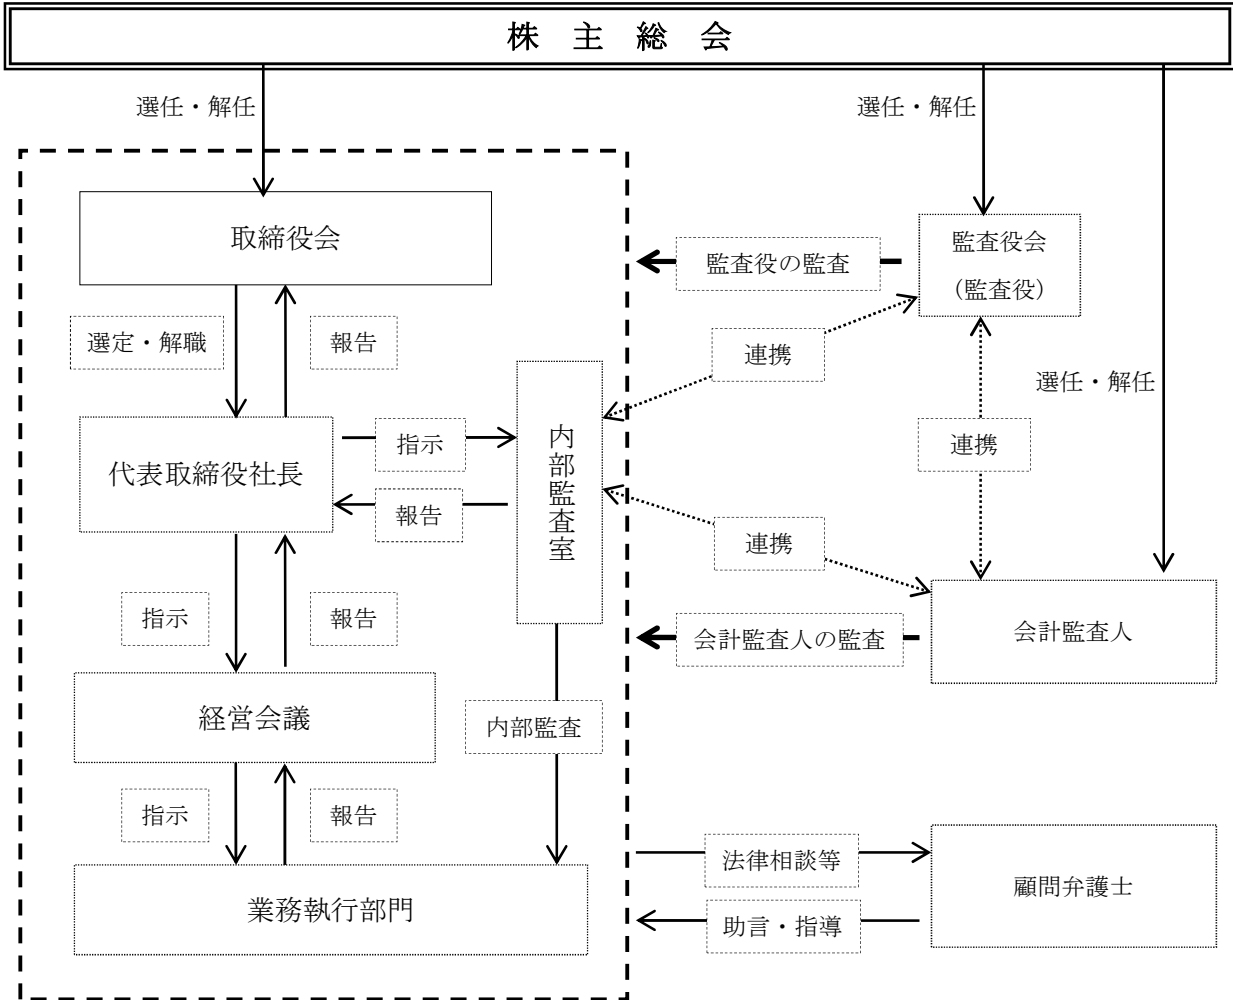 株 主 総 会
選任・解任
選任・解任
取締役会
監査役の監査
監査役会
(監査役)
選定・解職
報告
連携
選任・解任
代表取締役社長
指示
報告
内部監査室
連携
連携
指示
報告
会計監査人の監査
会計監査人
経営会議
内部監査
指示
報告
法律相談等
助言・指導
顧問弁護士
業務執行部門